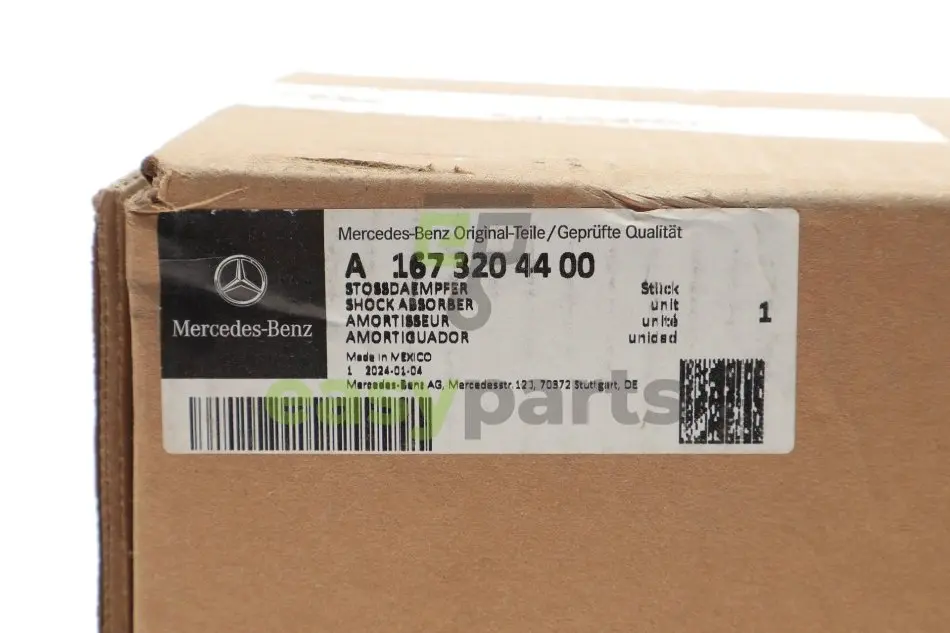 Mercedes-Benz Original-Teile/Geprüfte Qualität
A 167 320 44 00
STOSSDAEMPFER Stück
SHOCK ABSORBER unit
AMORTISSEUR unité
AMORTIGUADOR unidad
1
Mercedes-Benz
Made in MEXICO
1 2024-01-04
Mercedes-Benz AG, Mercedesstr. 120, 70372 Stuttgart, DE
easyparts